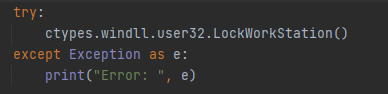 try:
    ctypes.windll.user32.LockWorkStation()
except Exception as e:
    print("Error: ", e)